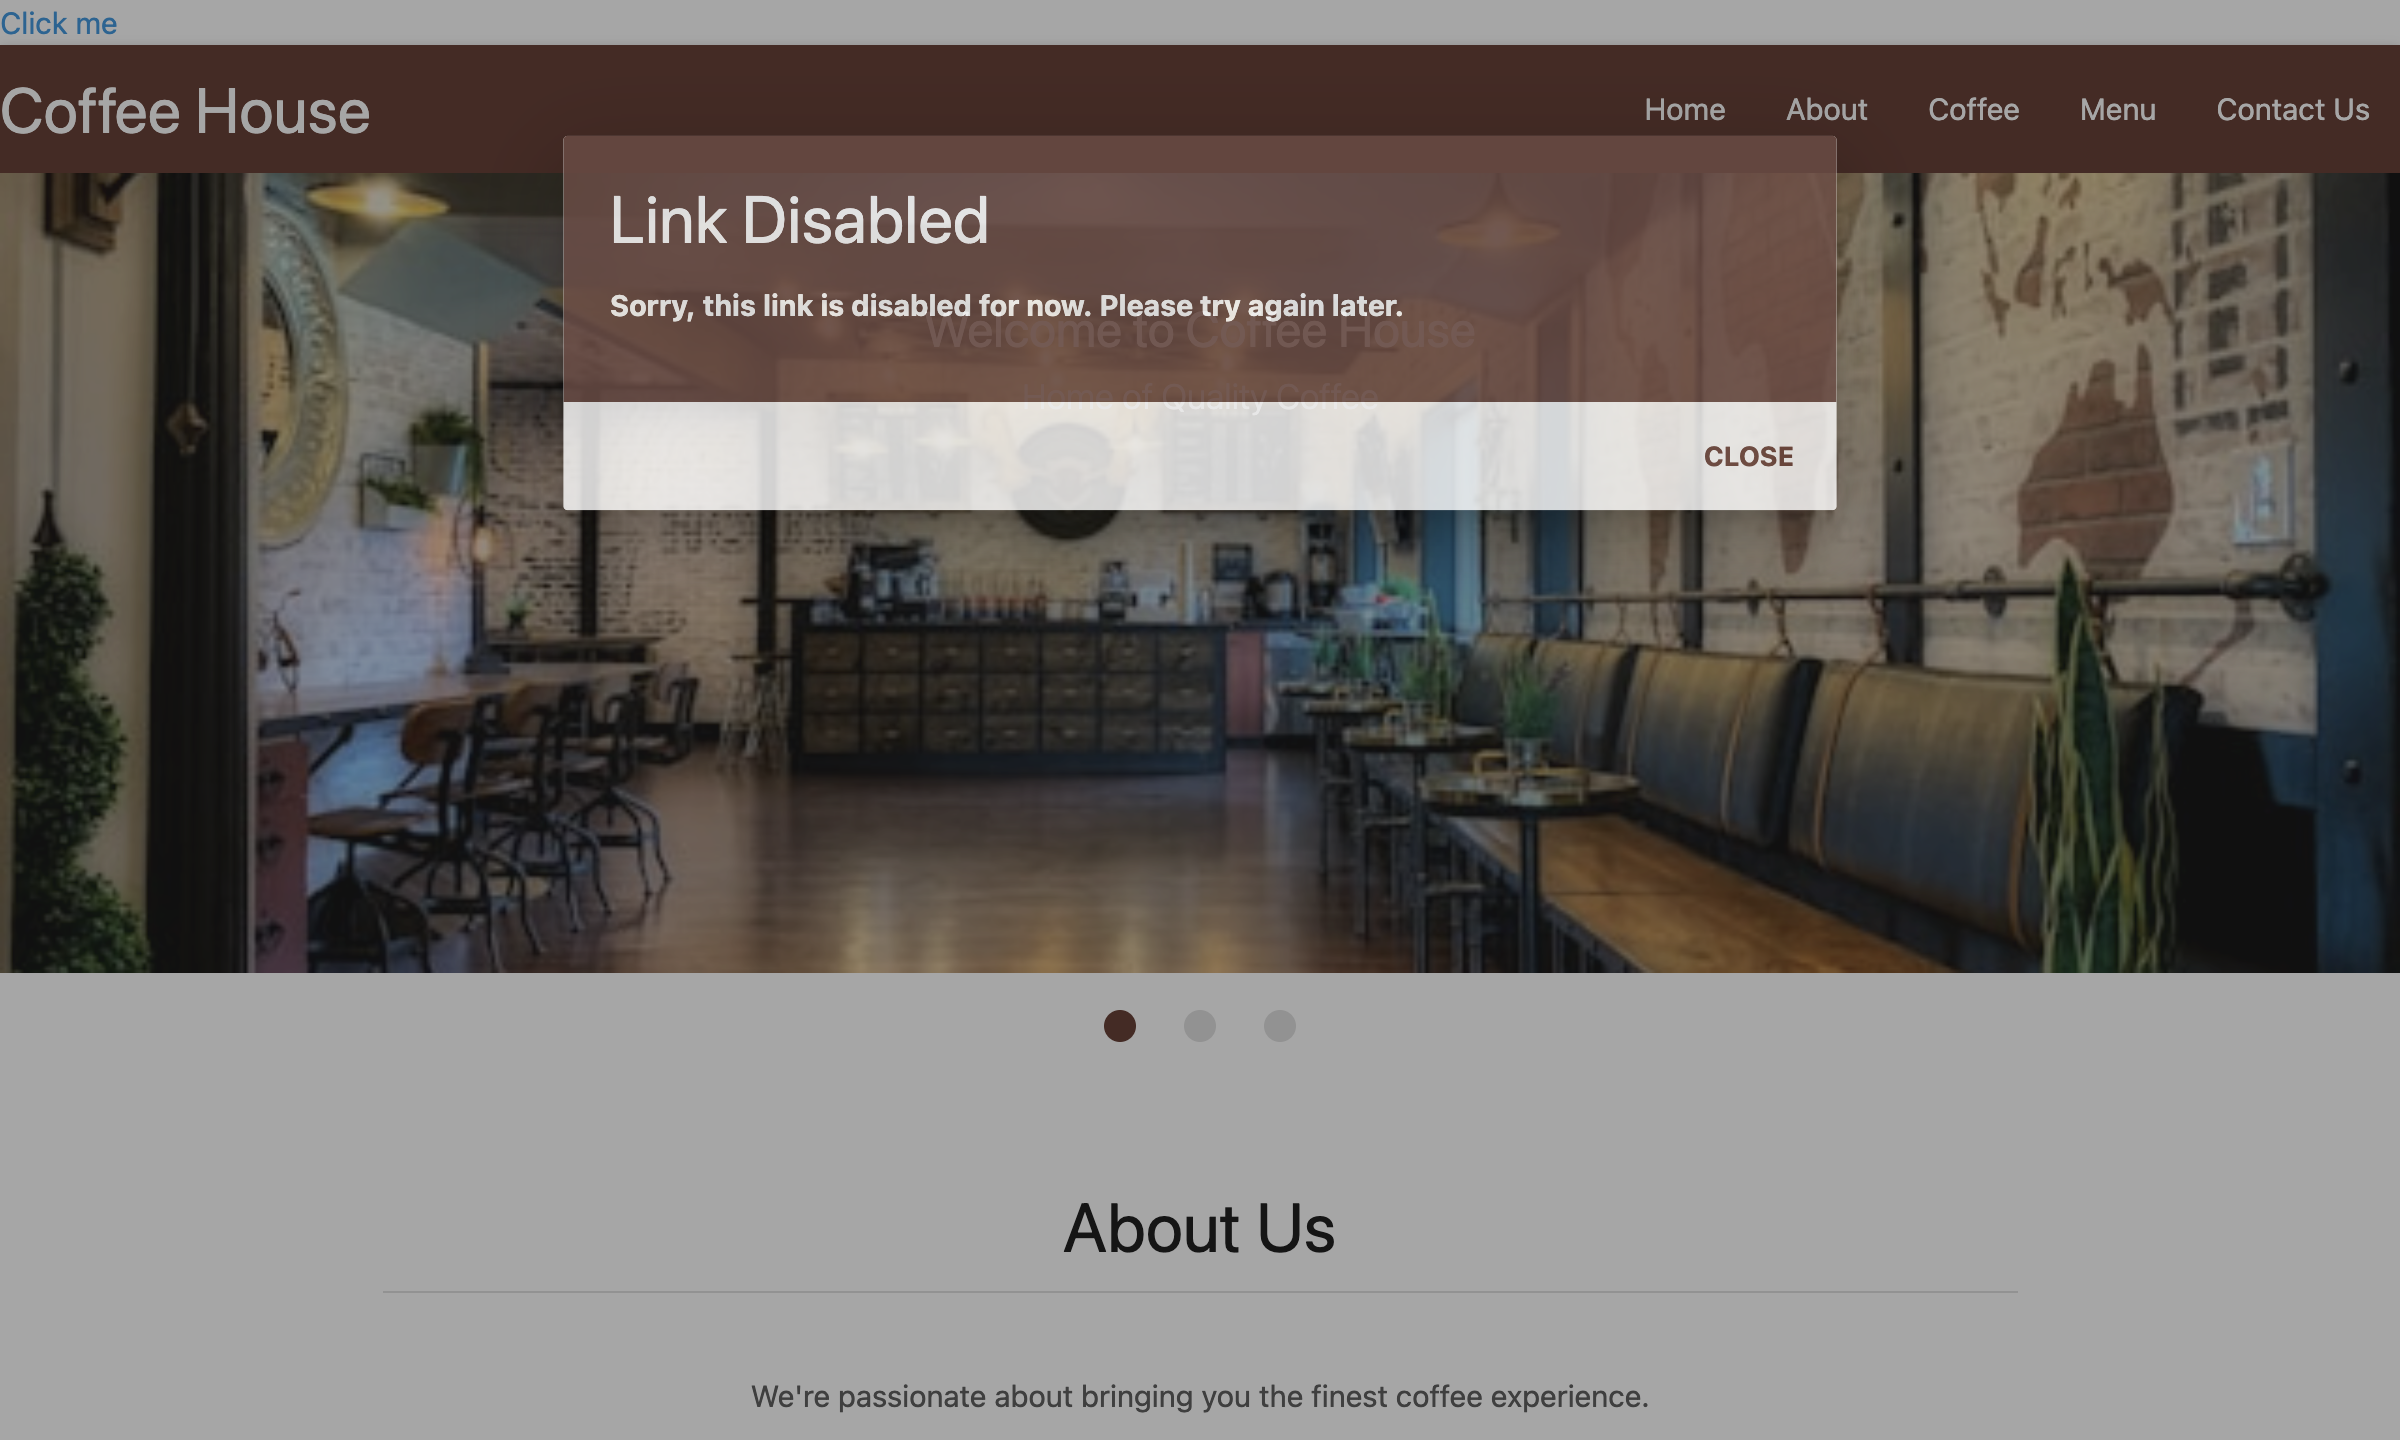 Click me
Coffee House
Home About Coffee Menu Contact Us
Link Disabled
Sorry, this link is disabled for now. Please try again later.
Welcome to Coffee House
Home of Quality Coffee
CLOSE
About Us
We're passionate about bringing you the finest coffee experience.